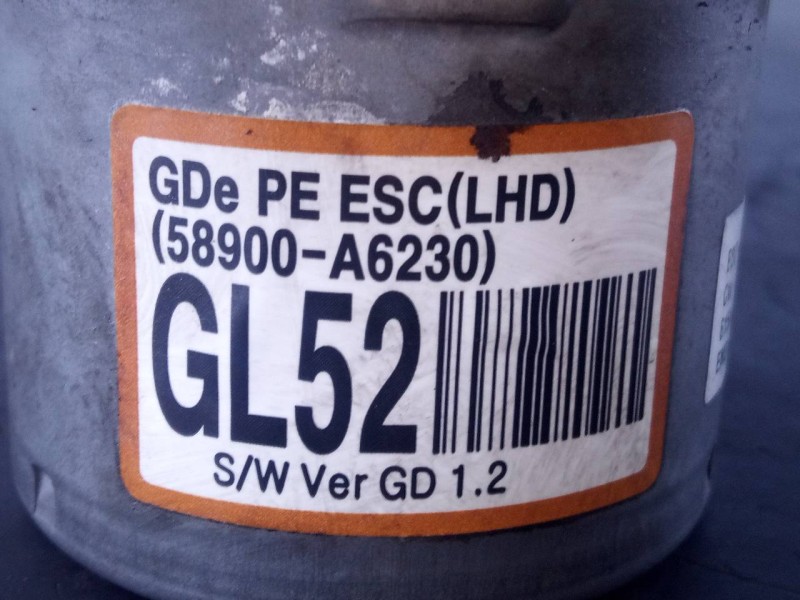 GDe PE ESC(LHD)
(58900-A6230)
GL52
S/W Ver GD 1.2